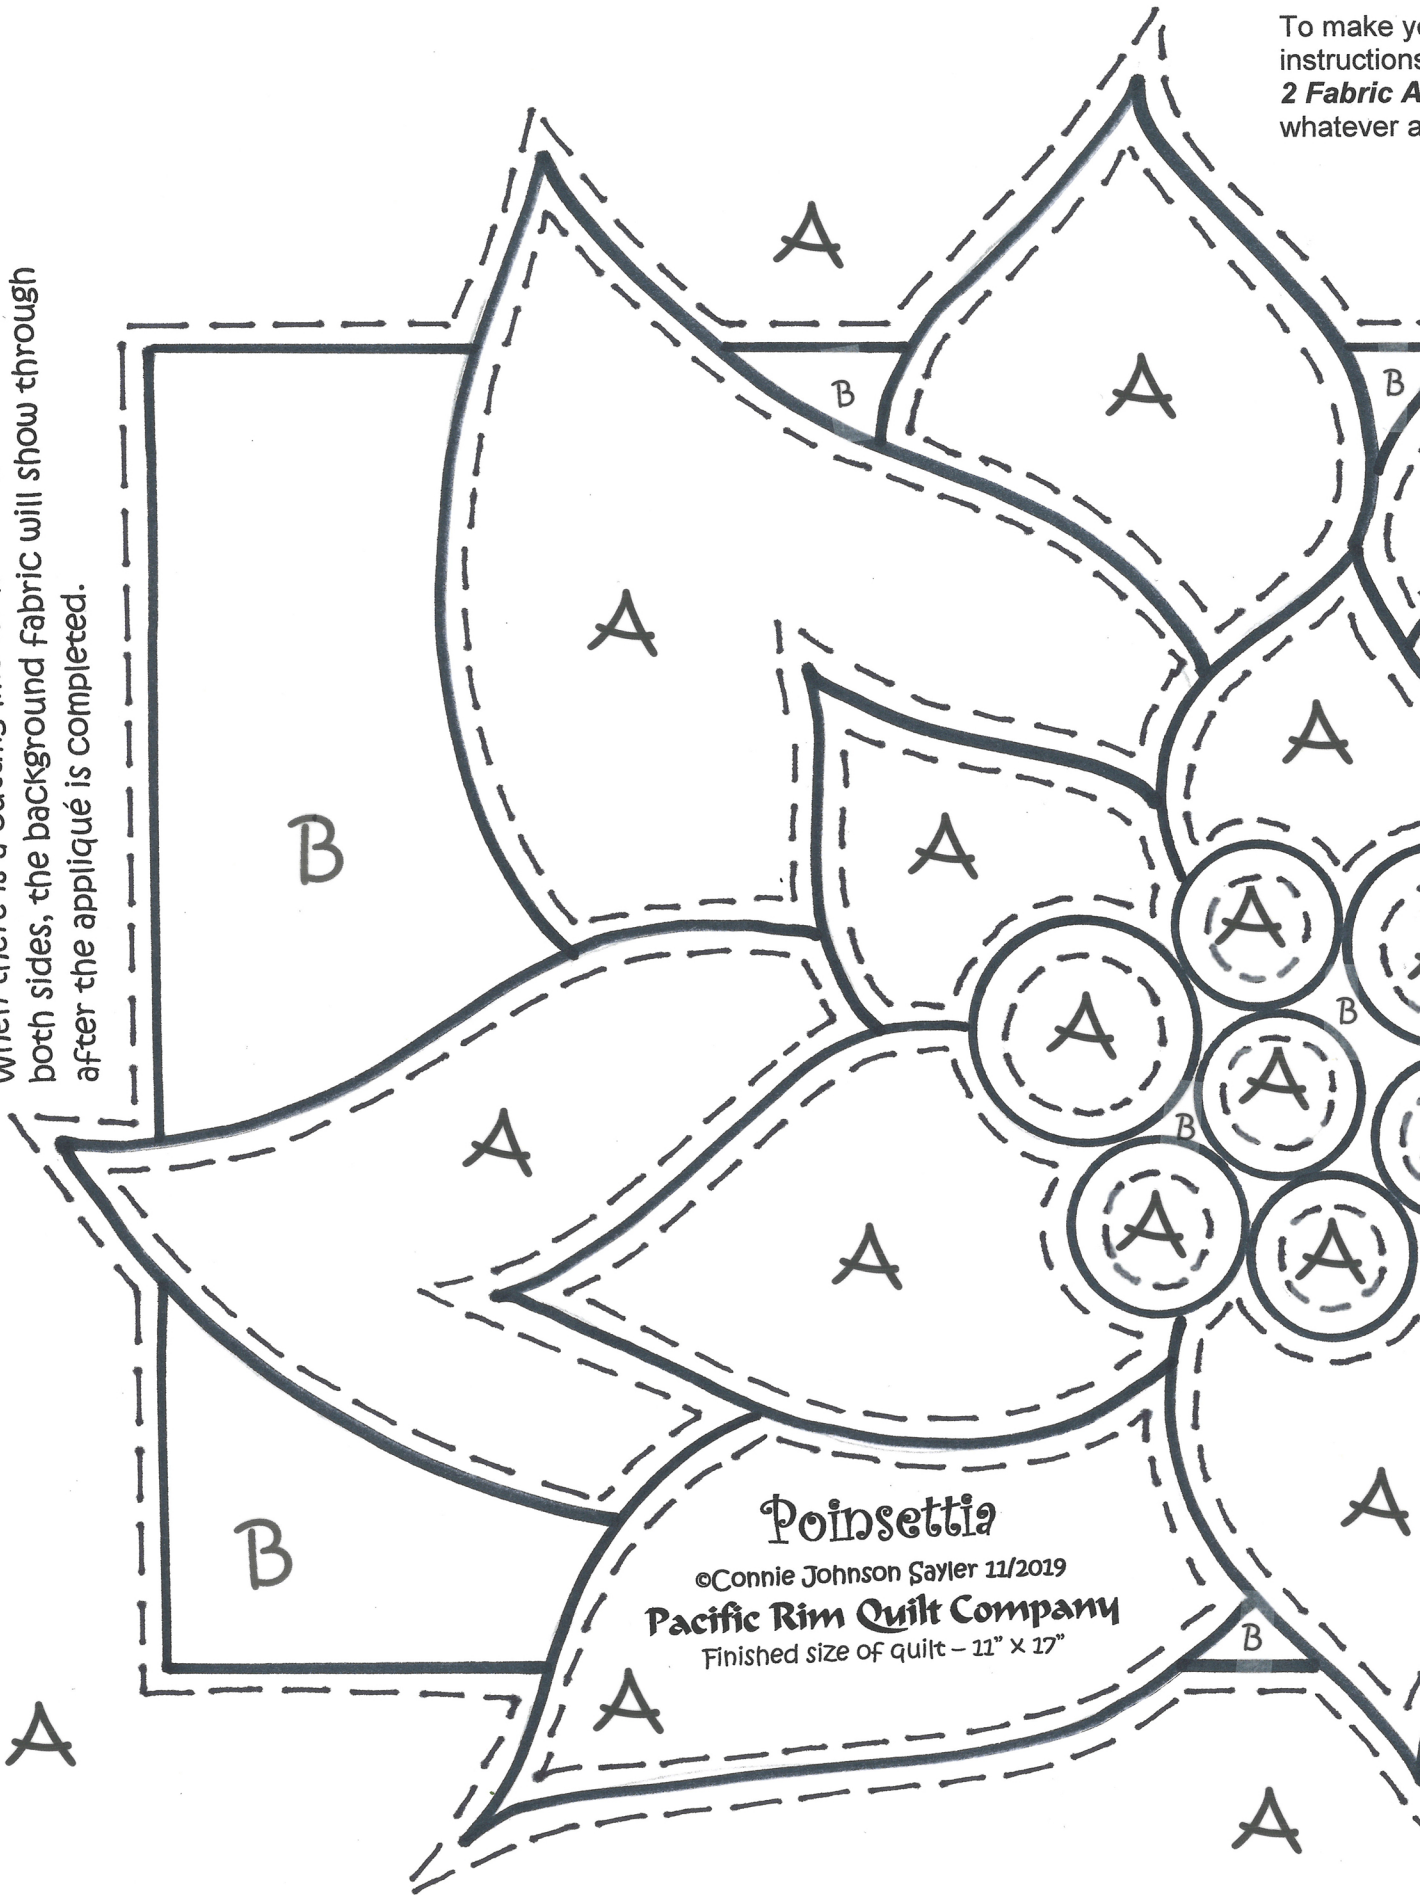 To make
instructions
2 Fabric A
whatever a
both sides, the background fabric will show through
after the appliqué is completed.
A
B
A
B
A
A
A
B
A
A
A
B
A
A
B
A
A
A
A
Poinsettia
©Connie Johnson Sayler 11/2019
Pacific Rim Quilt Company
Finished size of quilt – 11" X 17"
B
B
A
A
A